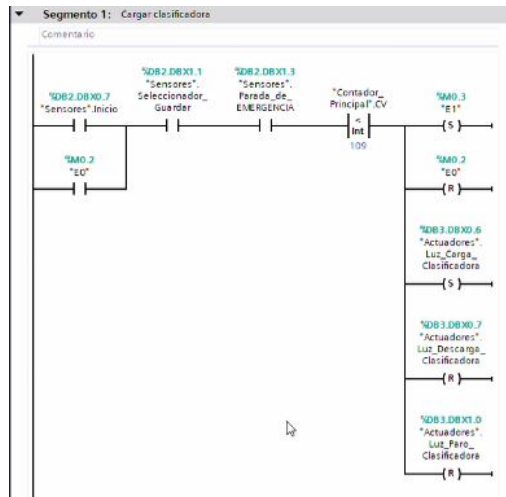 Segmento 1: Cargar clasificadora
Comentario
%DB2.DBX0.7
"Sensores".Inicio
%M0.2
"E0"
%DB2.DBX1.1
"Sensores".
Seleccionador_
Guardar
%DB2.DBX1.3
"Sensores".
Parada_de_
EMERGENCIA
"Contador_
Principal".CV
<
Int
109
%M0.3
"E1"
S
%M0.2
"E0"
R
%DB3.DBX0.6
"Actuadores".
Luz_Carga_
Clasificadora
S
%DB3.DBX0.7
"Actuadores".
Luz_Descarga_
Clasificadora
R
%DB3.DBX1.0
"Actuadores".
Luz_Paro_
Clasificadora
R